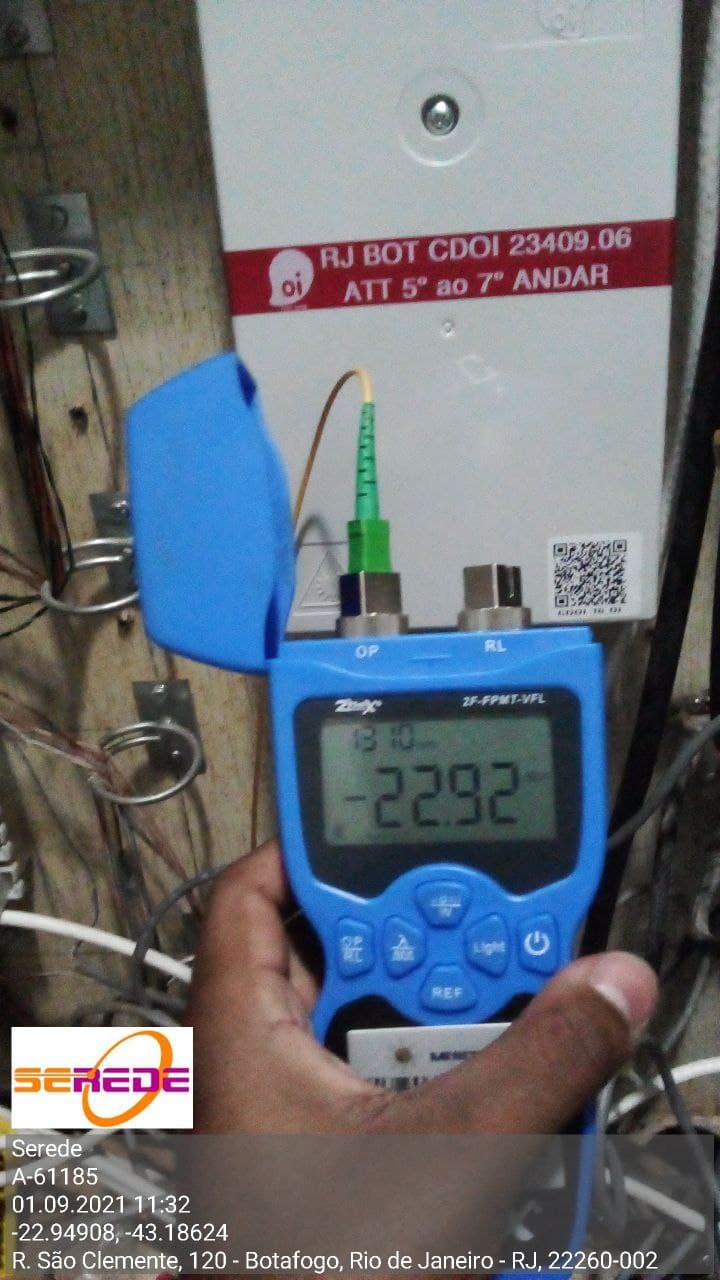 RJ BOT CDOI 23409.06
oi
ATT 5º ao 7º ANDAR
OP
RL
2F-FPMT-VFL
1310
-22.92
OP
RL
λ
Light
REF
SEREDE
Serede
A-61185
01.09.2021 11:32
-22.94908, -43.18624
R. São Clemente, 120 - Botafogo, Rio de Janeiro - RJ, 22260-002